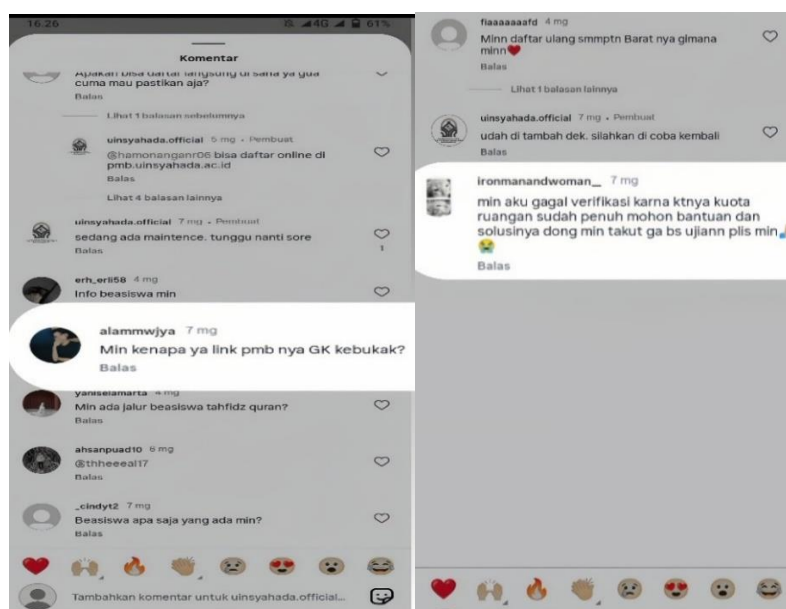 16.26
4G 61%
Komentar
Apakah bisa daftar langsung di sana ya gua
cuma mau pastikan aja?
Balas
Lihat 1 balasan sebelumnya
uinsyahada.official 5 mg • Pembuat
@hamonanganr06 bisa daftar online di
pmb.uinsyahada.ac.id
Balas
Lihat 4 balasan lainnya
uinsyahada.official 7 mg • Pembuat
sedang ada maintence. tunggu nanti sore
1
Balas
erh_erli58 4 mg
Info beasiswa min
alammwjya 7 mg
Min kenapa ya link pmb nya GK kebukak?
Balas
yaniselamarta 4 mg
Min ada jalur beasiswa tahfidz quran?
Balas
ahsanpuad10 6 mg
@thheeeal17
Balas
_cindyt2 7 mg
Beasiswa apa saja yang ada min?
Balas
Tambahkan komentar untuk uinsyahada.official...
fiaaaaaafd 4 mg
Minn daftar ulang smmptn Barat nya gimana
minn❤️
Balas
Lihat 1 balasan lainnya
uinsyahada.official 7 mg • Pembuat
udah di tambah dek. silahkan di coba kembali
Balas
ironmanandwoman__ 7 mg
min aku gagal verifikasi karna ktnya kuota
ruangan sudah penuh mohon bantuan dan
solusinya dong min takut ga bs ujiann plis min
😭
Balas